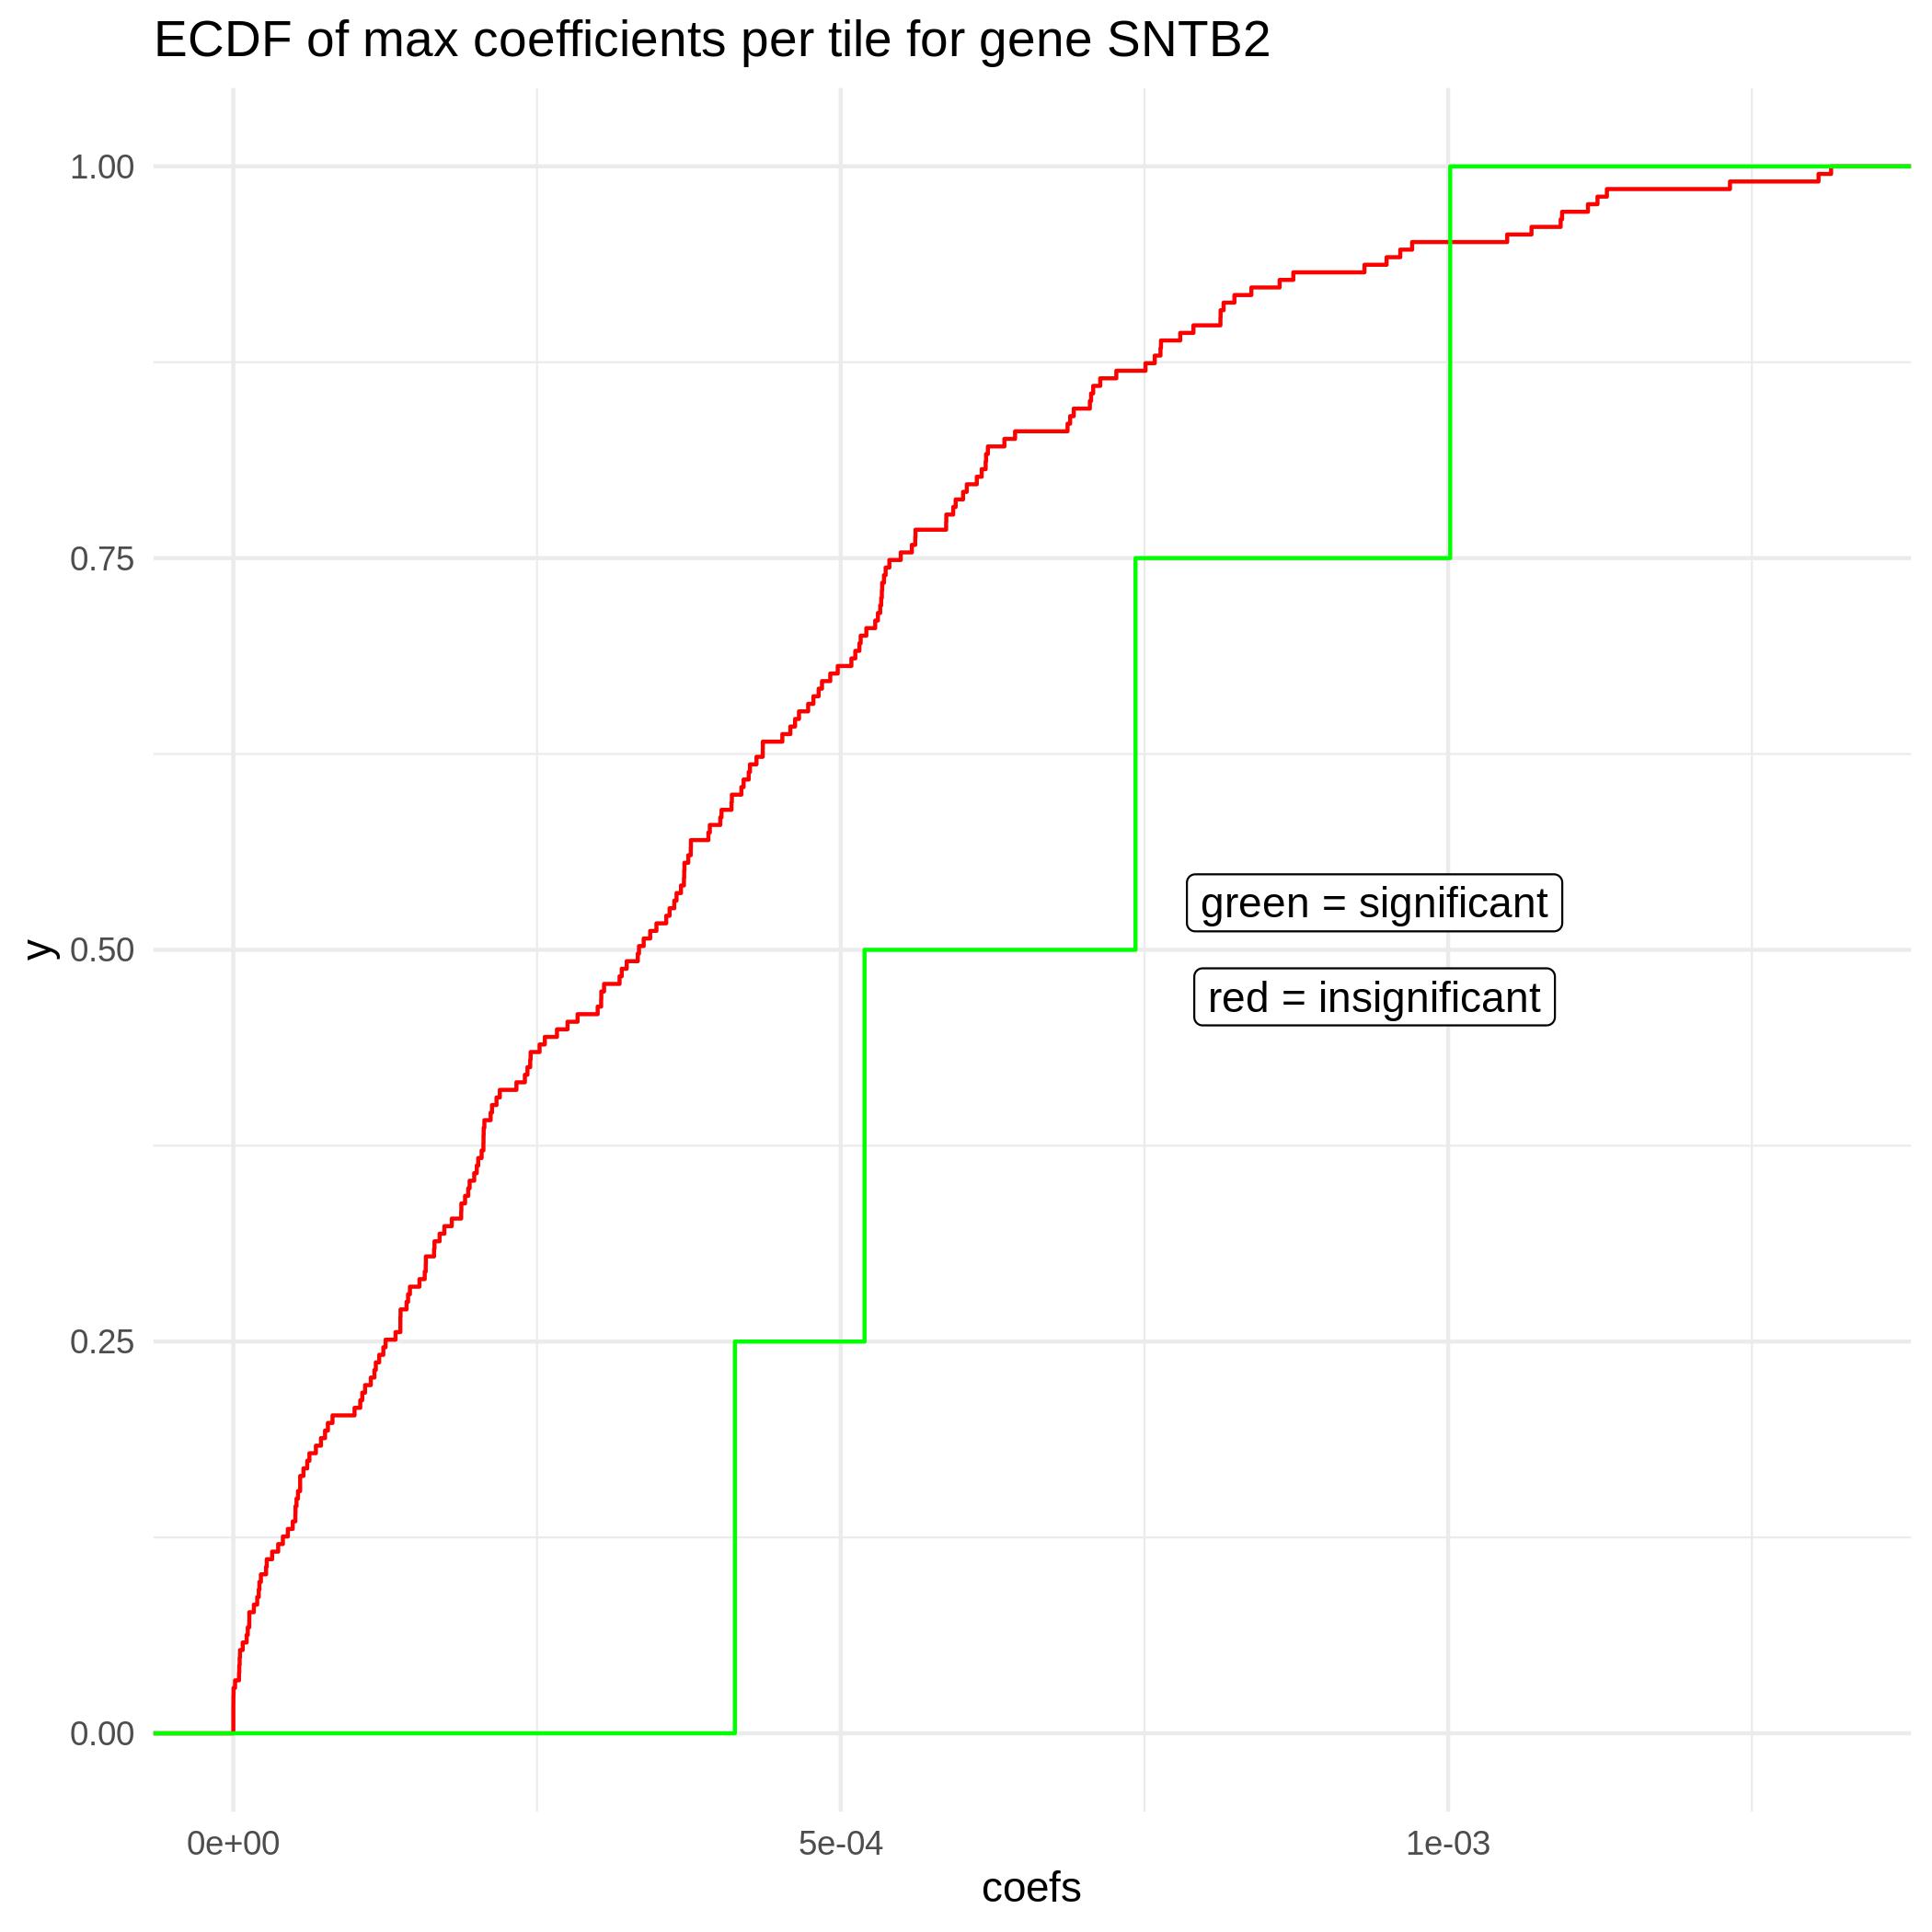 ECDF of max coefficients per tile for gene SNTB2
1.00
0.75
0.50
0.25
0.00
y
green = significant
red = insignificant
0e+00 5e-04 1e-03
coefs